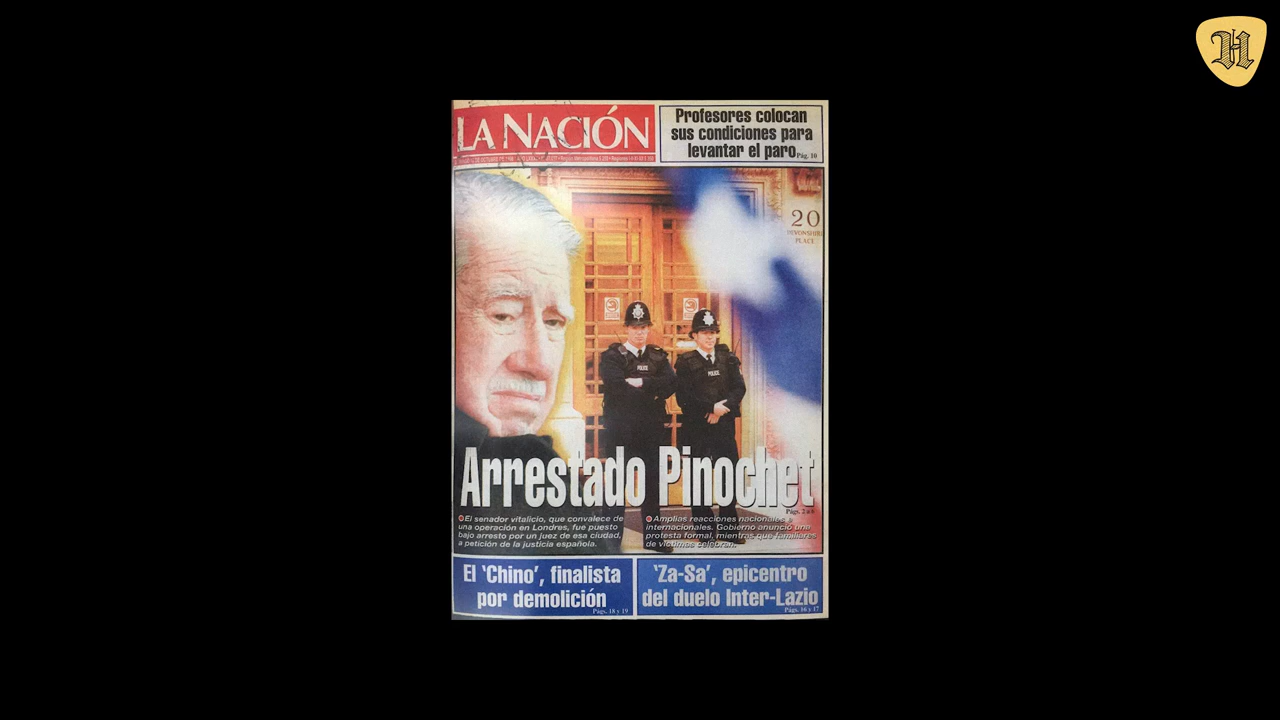 LA NACIÓN
Profesores colocan
sus condiciones para
levantar el paro Pág. 10
20
DEVONSHIRE
PLACE
POLICE
POLICE
Arrestado Pinochet
Págs. 2 a 8
El senador vitalicio, que convalece de
una operación en Londres, fue puesto
bajo arresto por un juez de esa ciudad,
a petición de la justicia española.
Amplias reacciones nacionales e
internacionales. Gobierno anunció una
protesta formal, mientras que familiares
de víctimas celebran.
El 'Chino', finalista
por demolición
Págs. 18 y 19
'Za-Sa', epicentro
del duelo Inter-Lazio
Págs. 16 y 17
H